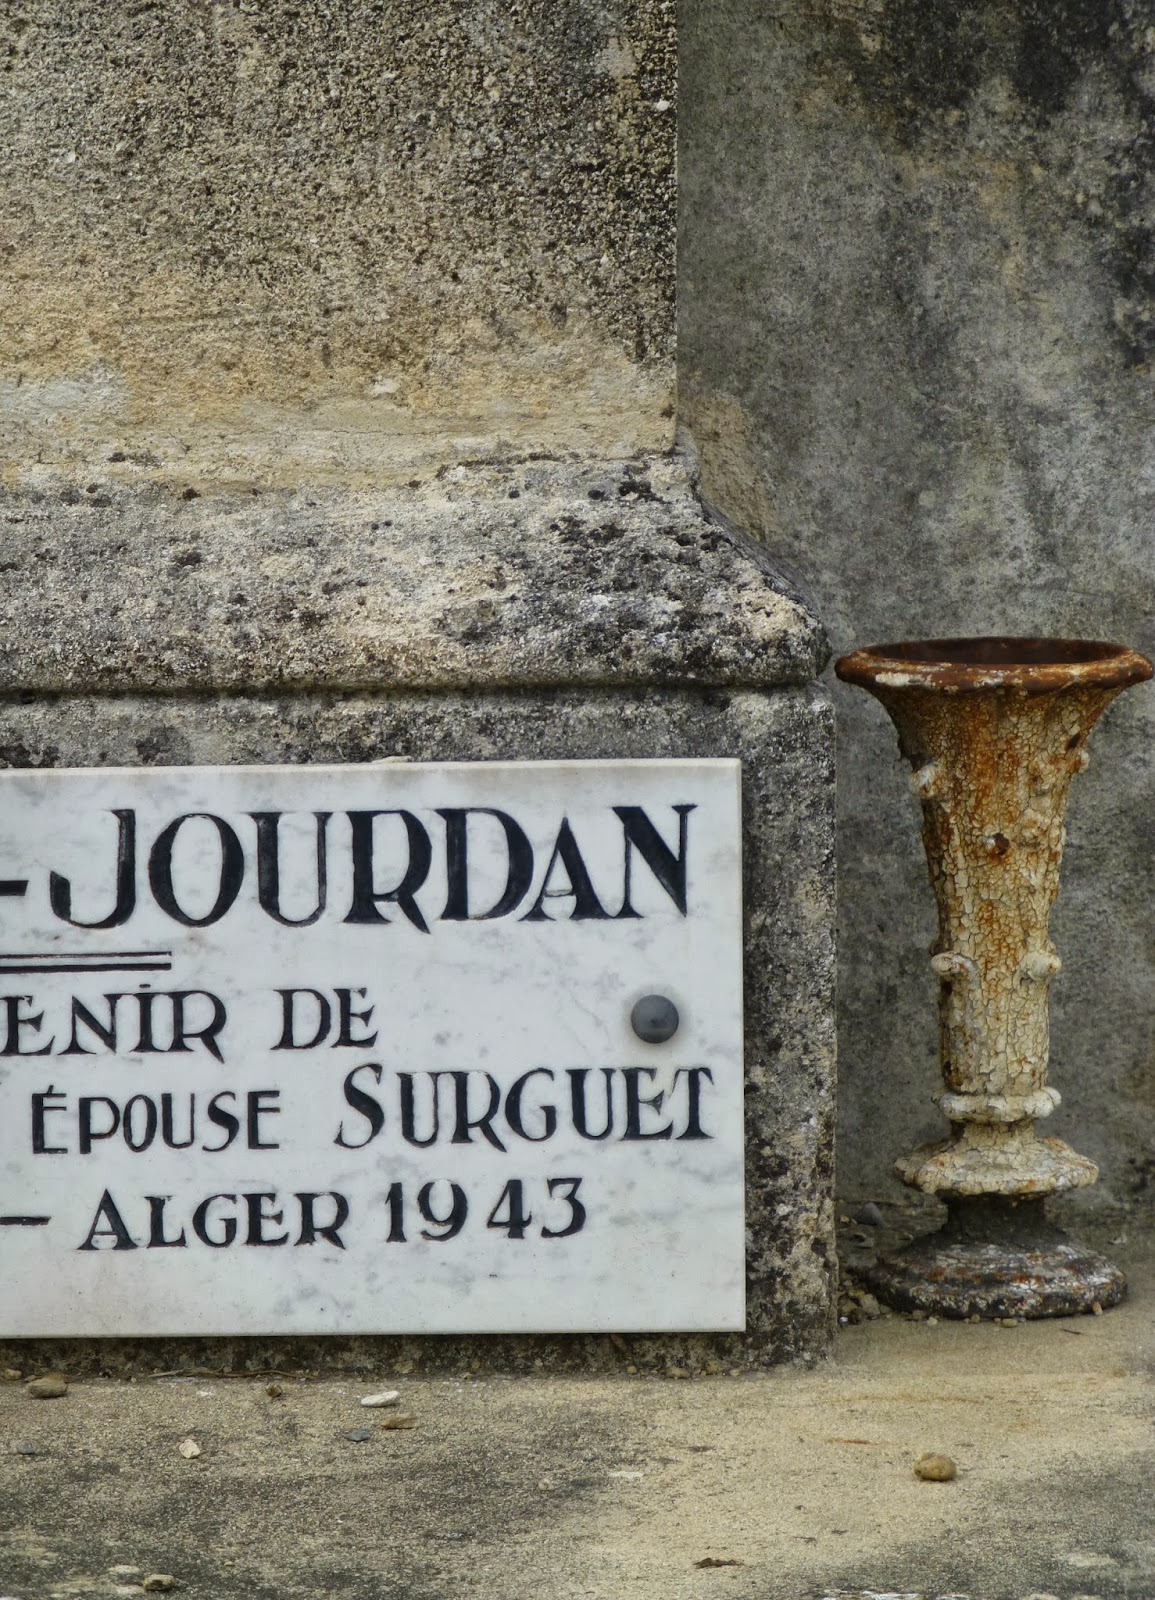 -JOURDAN
ENIR DE
ÉPOUSE SURGUET
- ALGER 1943